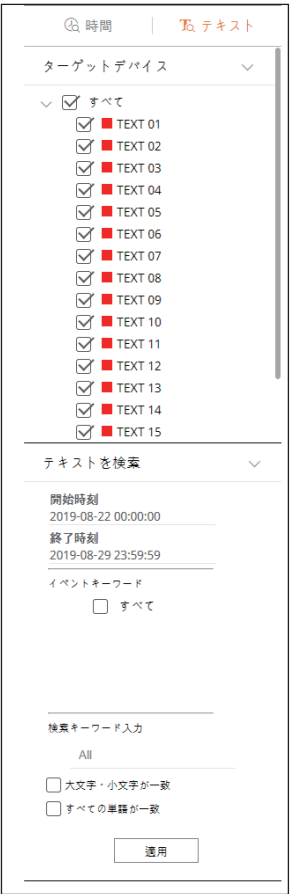 時間 テキスト
ターゲットデバイス
すべて
TEXT 01
TEXT 02
TEXT 03
TEXT 04
TEXT 05
TEXT 06
TEXT 07
TEXT 08
TEXT 09
TEXT 10
TEXT 11
TEXT 12
TEXT 13
TEXT 14
TEXT 15
テキストを検索
開始時刻
2019-08-22 00:00:00
終了時刻
2019-08-29 23:59:59
イベントキーワード
すべて
検索キーワード入力
All
大文字・小文字が一致
すべての単語が一致
適用